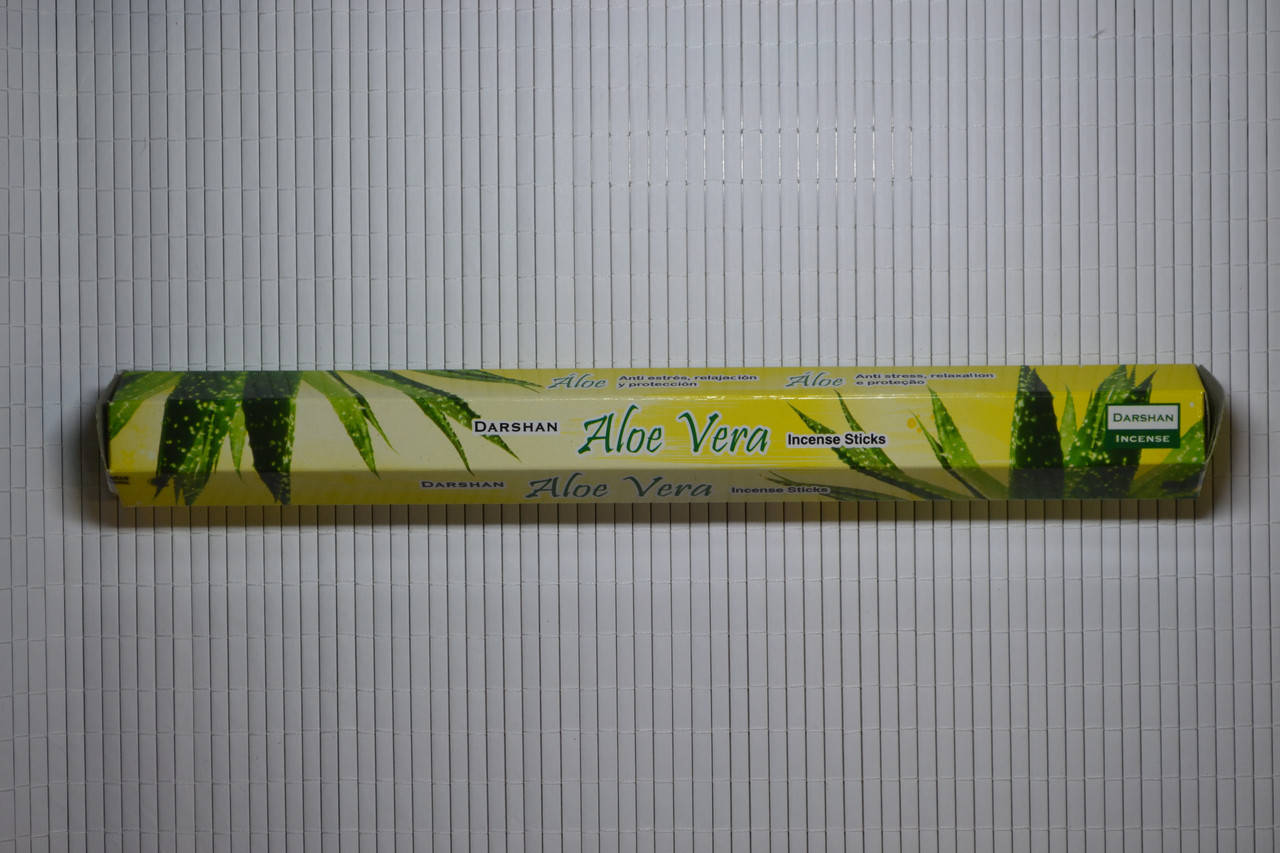 Áloe Anti estrés, relajación
y protección
Áloe Anti stress, relaxation
e proteção
DARSHAN Aloe Vera Incense Sticks
DARSHAN
INCENSE
DARSHAN Aloe Vera Incense Sticks